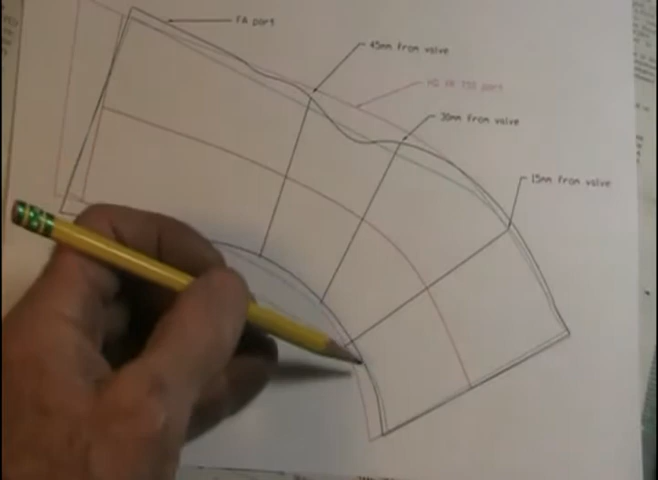 FA port
45mm from valve
30mm from valve
15mm from valve